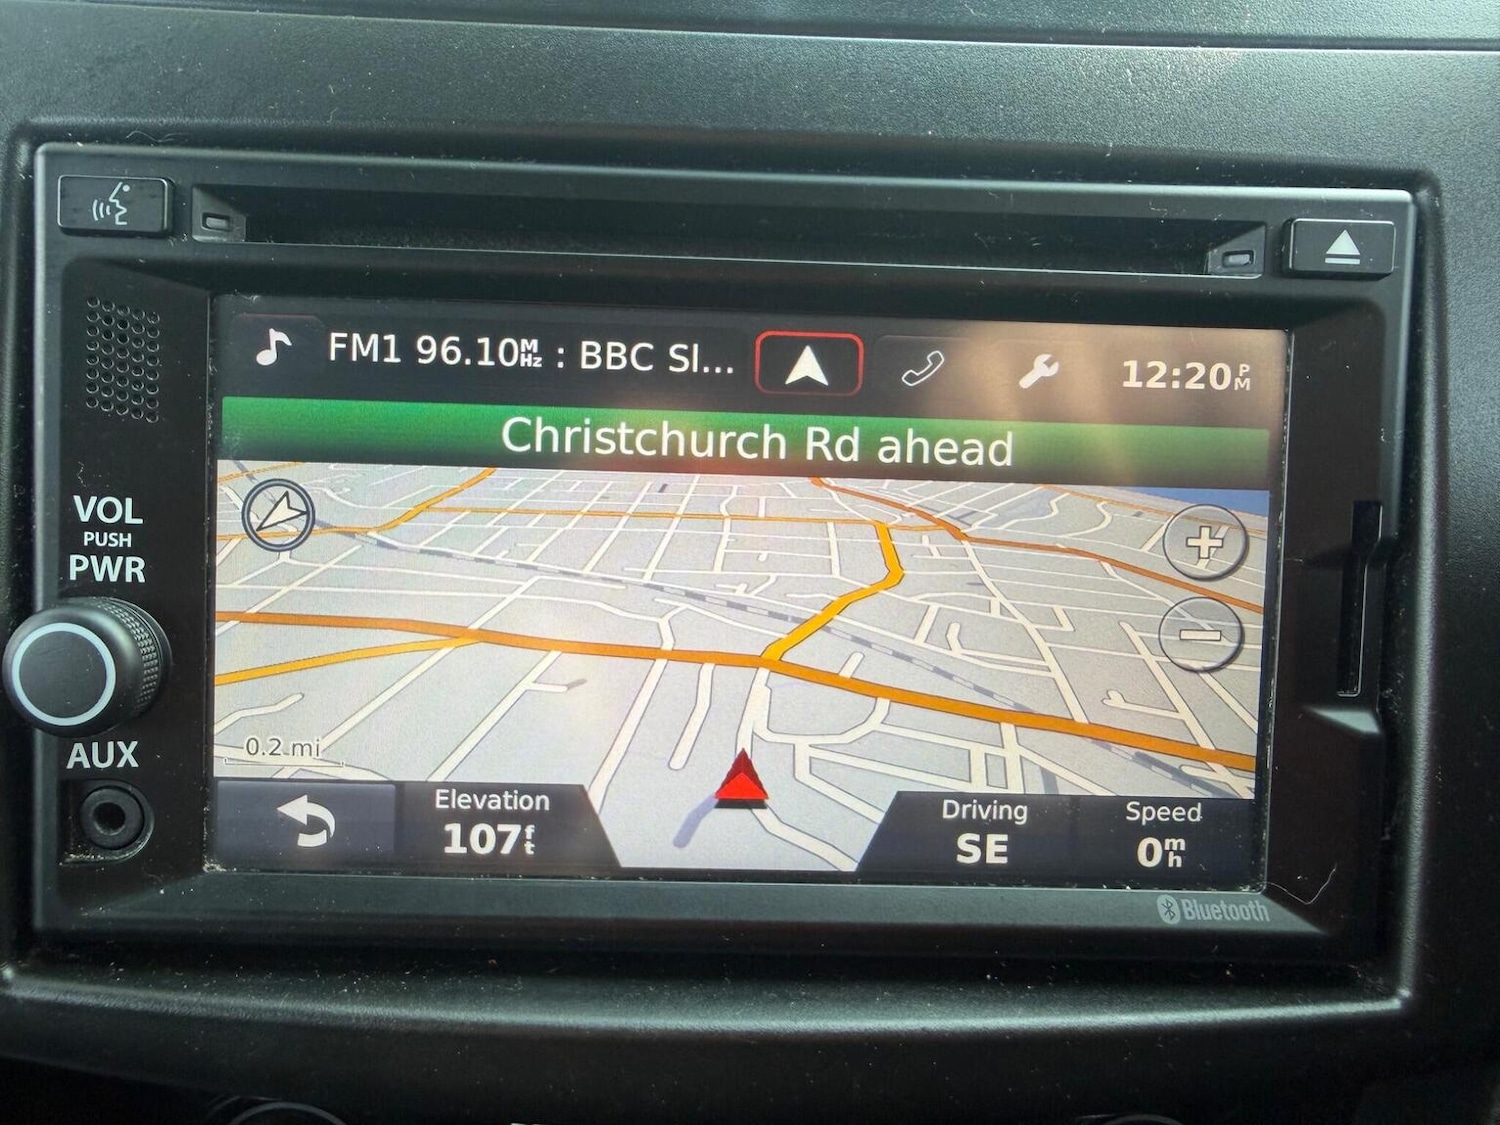 FM1 96.10MHz : BBC Sl...
12:20PM
Christchurch Rd ahead
VOL
PUSH
PWR
AUX
0.2 mi
Elevation
107ft
Driving
SE
Speed
0mh
Bluetooth